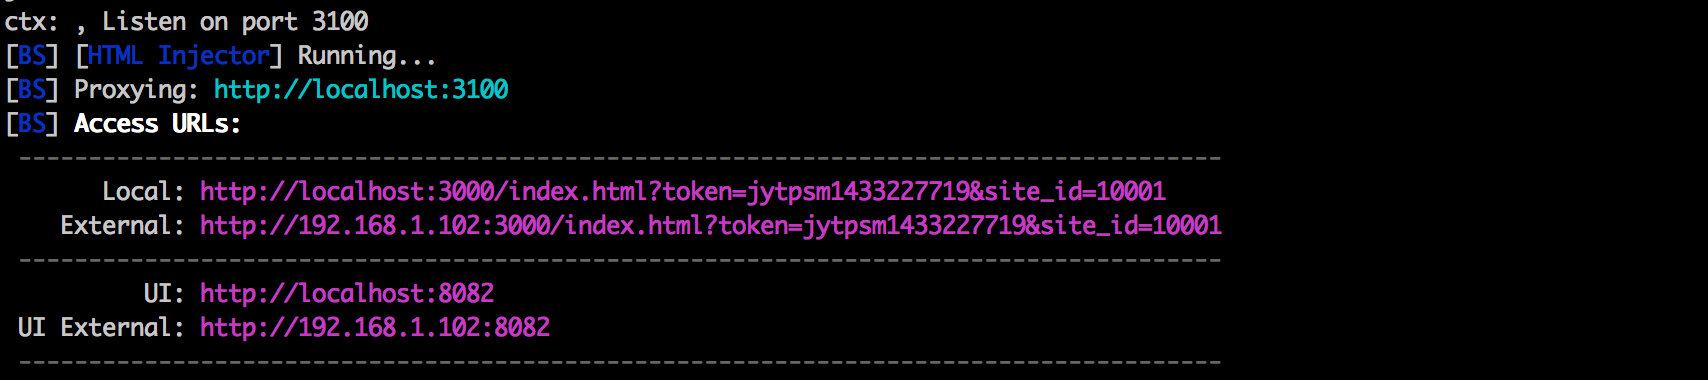 ctx: , Listen on port 3100
[BS] [HTML Injector] Running...
[BS] Proxying: http://localhost:3100
[BS] Access URLs:
--------------------------------------------------------------------------------------
Local: http://localhost:3000/index.html?token=jytpsm1433227719&site_id=10001
External: http://192.168.1.102:3000/index.html?token=jytpsm1433227719&site_id=10001
--------------------------------------------------------------------------------------
UI: http://localhost:8082
UI External: http://192.168.1.102:8082
--------------------------------------------------------------------------------------